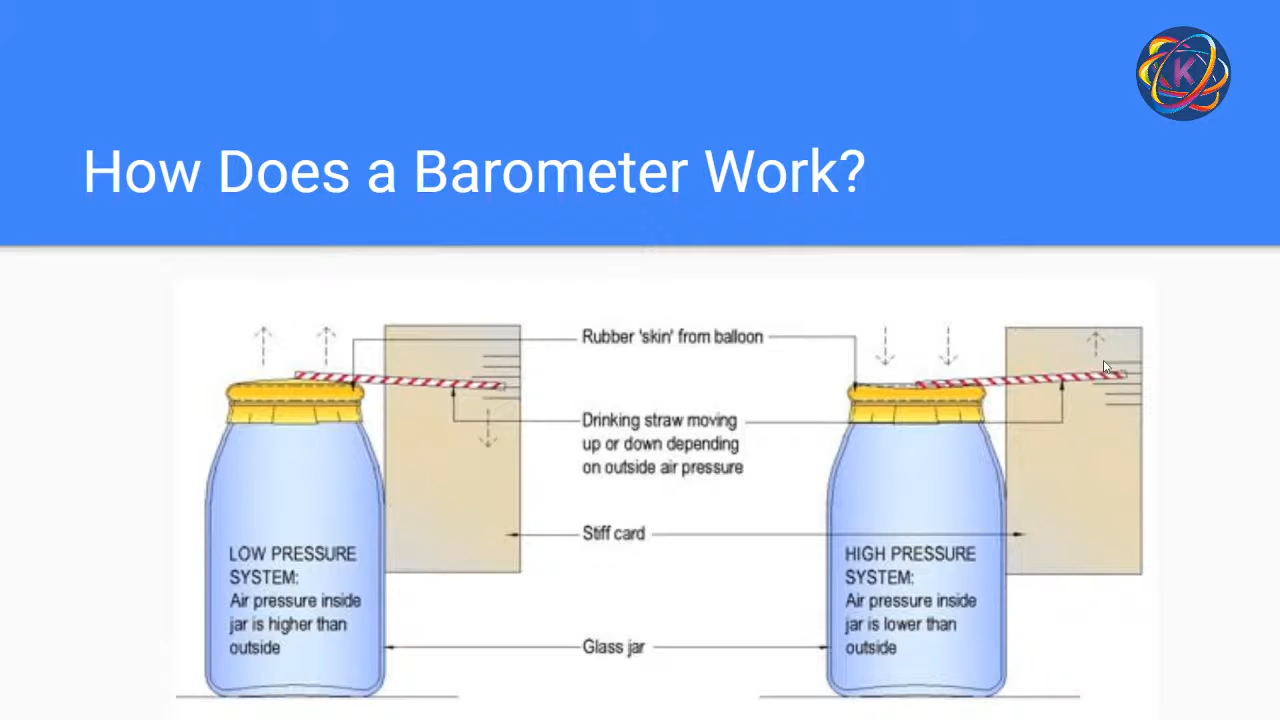 K
How Does a Barometer Work?
Rubber 'skin' from balloon
Drinking straw moving
up or down depending
on outside air pressure
Stiff card
LOW PRESSURE
SYSTEM:
Air pressure inside
jar is higher than
outside
HIGH PRESSURE
SYSTEM:
Air pressure inside
jar is lower than
outside
Glass jar